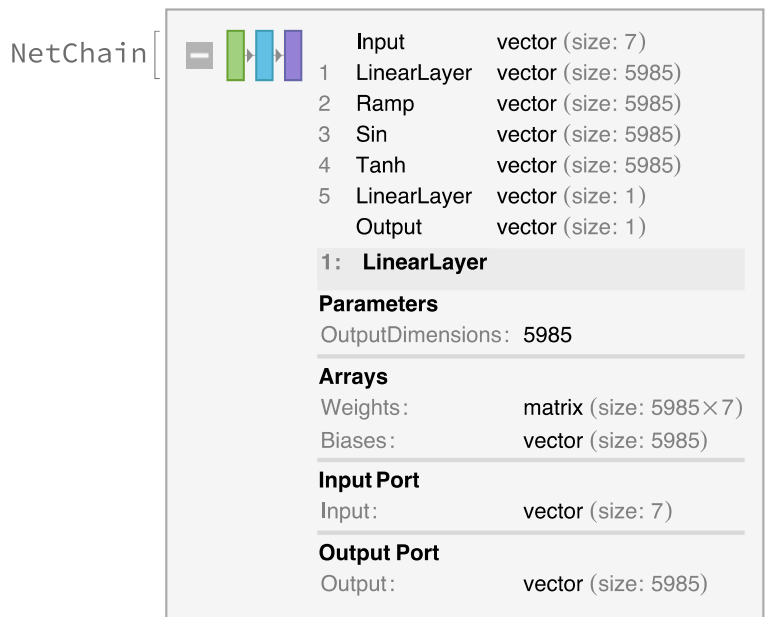 NetChain[
Input vector (size: 7)
1 LinearLayer vector (size: 5985)
2 Ramp vector (size: 5985)
3 Sin vector (size: 5985)
4 Tanh vector (size: 5985)
5 LinearLayer vector (size: 1)
Output vector (size: 1)
1: LinearLayer
Parameters
OutputDimensions: 5985
Arrays
Weights: matrix (size: 5985×7)
Biases: vector (size: 5985)
Input Port
Input: vector (size: 7)
Output Port
Output: vector (size: 5985)